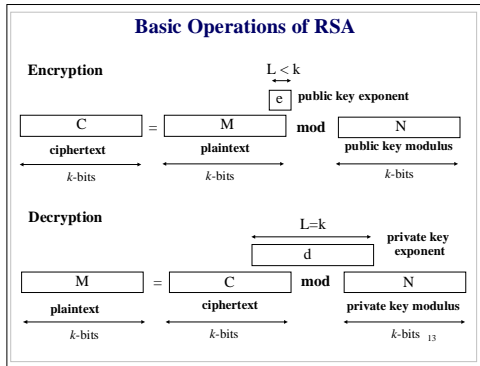 Basic Operations of RSA
Encryption
L < k
e public key exponent
C = M mod N
ciphertext plaintext public key modulus
k-bits k-bits k-bits
Decryption
L=k
private key
exponent
d
M = C mod N
plaintext ciphertext private key modulus
k-bits k-bits k-bits 13